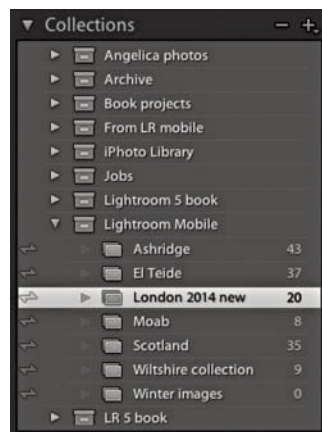 Collections
Angelica photos
Archive
Book projects
From LR mobile
iPhoto Library
Jobs
Lightroom 5 book
Lightroom Mobile
Ashridge 43
El Teide 37
London 2014 new 20
Moab 8
Scotland 35
Wiltshire collection 9
Winter images 0
LR 5 book